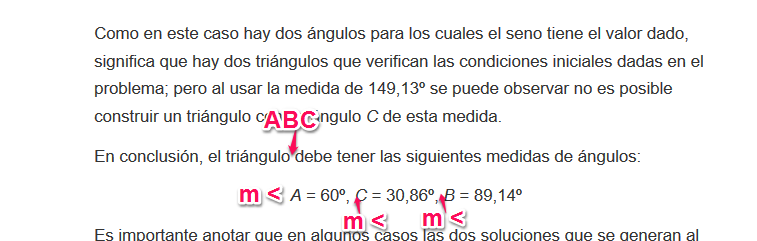 Como en este caso hay dos ángulos para los cuales el seno tiene el valor dado,
significa que hay dos triángulos que verifican las condiciones iniciales dadas en el
problema; pero al usar la medida de 149,13º se puede observar no es posible
construir un triángulo C de esta medida.
ABC
En conclusión, el triángulo debe tener las siguientes medidas de ángulos:
m < A = 60º, C = 30,86º, B = 89,14º
m < m <
Es importante anotar que en algunos casos las dos soluciones que se generan al